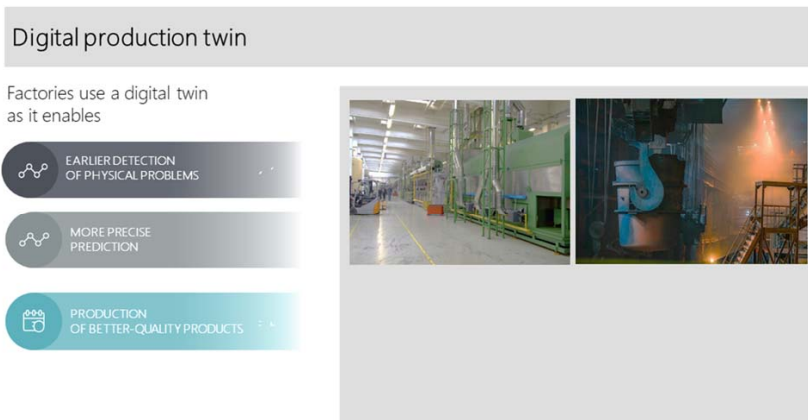 Digital production twin
Factories use a digital twin
as it enables
EARLIER DETECTION
OF PHYSICAL PROBLEMS
MORE PRECISE
PREDICTION
PRODUCTION
OF BETTER-QUALITY PRODUCTS